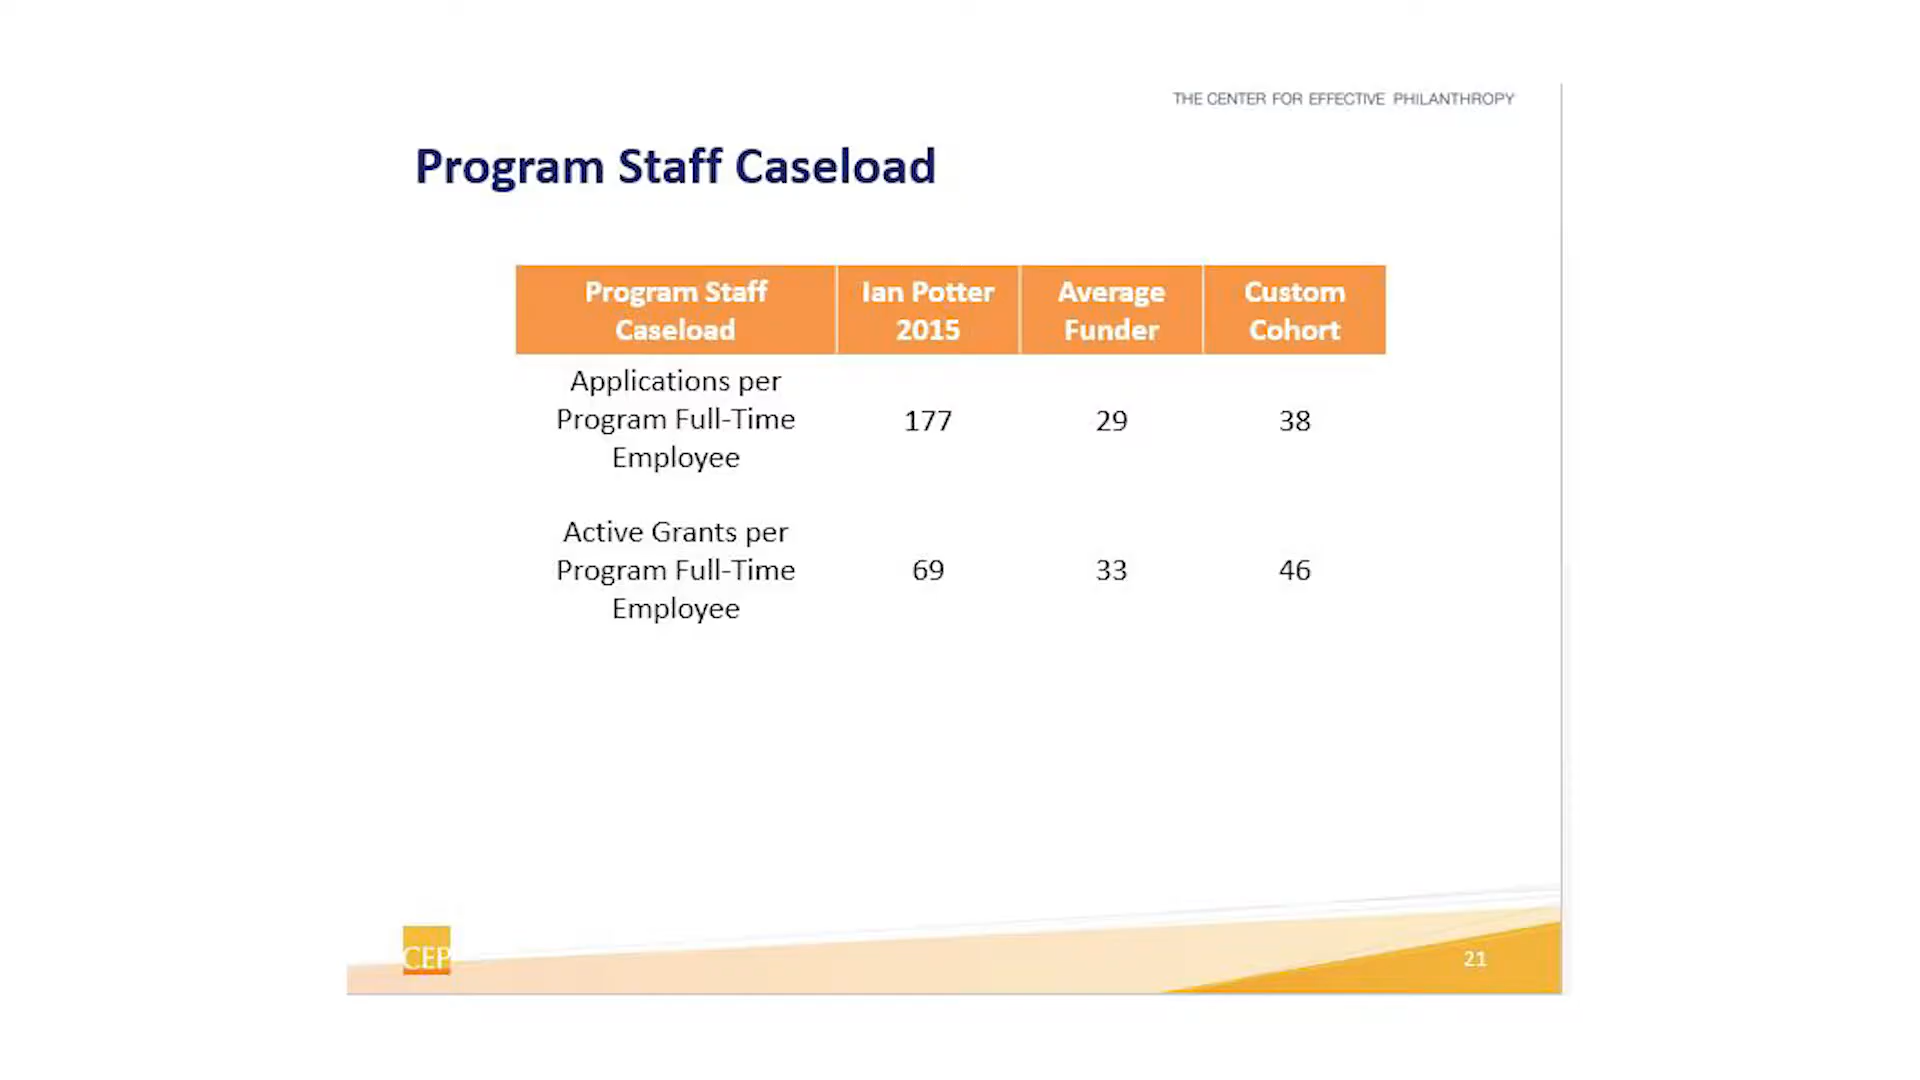 THE CENTER FOR EFFECTIVE PHILANTHROPY
Program Staff Caseload
Program Staff Caseload
Ian Potter 2015
Average Funder
Custom Cohort
Applications per
Program Full-Time
Employee
177
29
38
Active Grants per
Program Full-Time
Employee
69
33
46
CEP
21